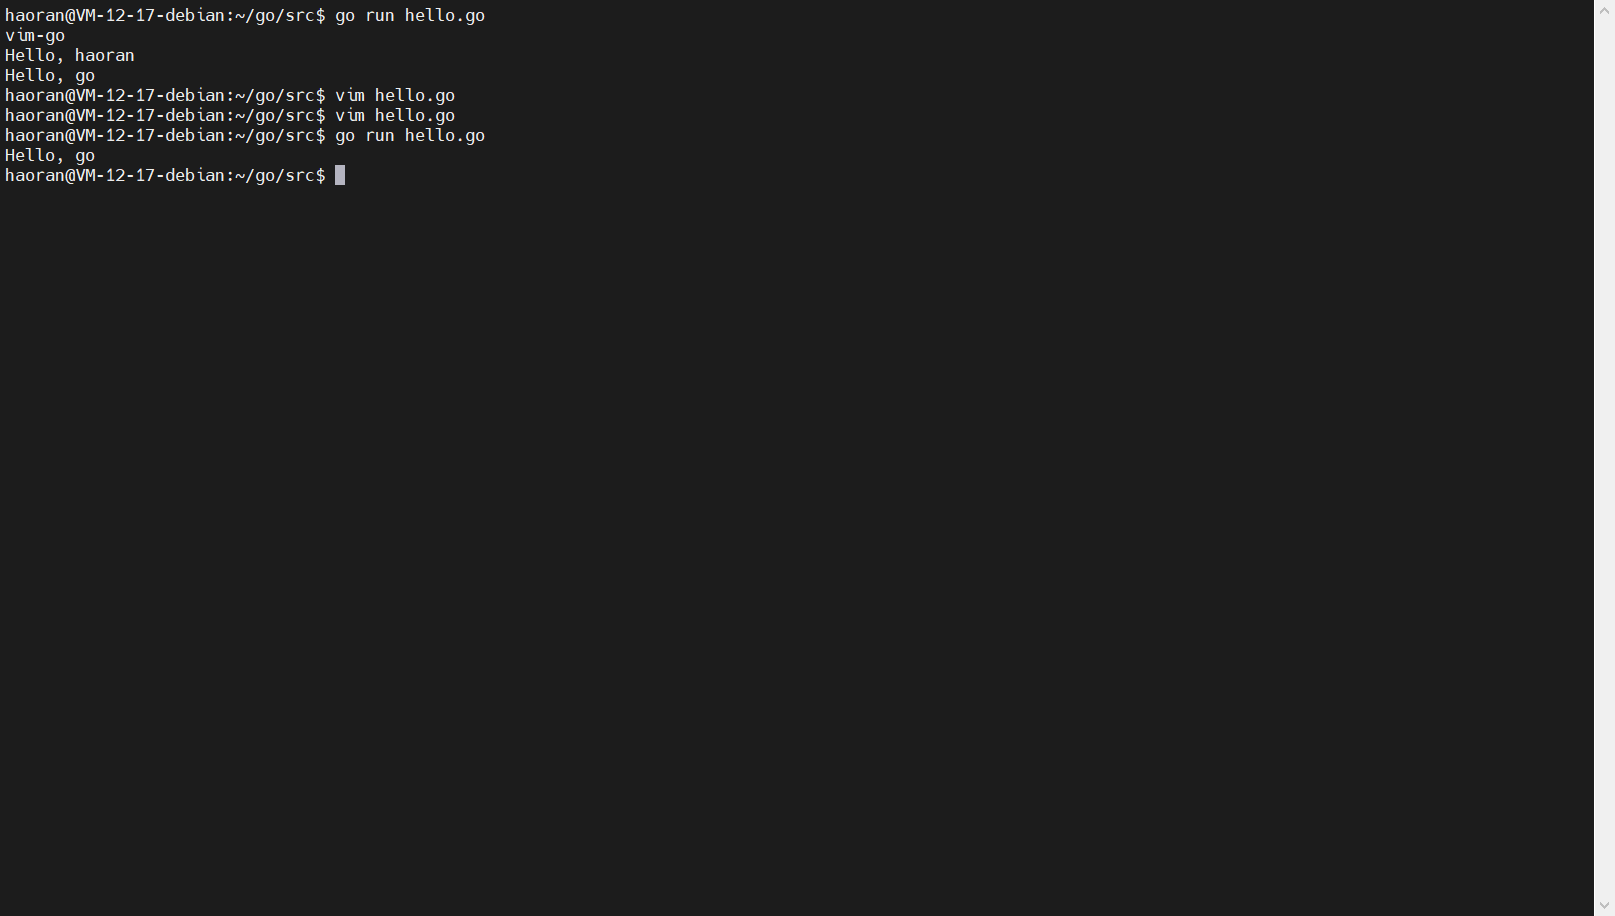 haoran@VM-12-17-debian:~/go/src$ go run hello.go
vim-go
Hello, haoran
Hello, go
haoran@VM-12-17-debian:~/go/src$ vim hello.go
haoran@VM-12-17-debian:~/go/src$ vim hello.go
haoran@VM-12-17-debian:~/go/src$ go run hello.go
Hello, go
haoran@VM-12-17-debian:~/go/src$